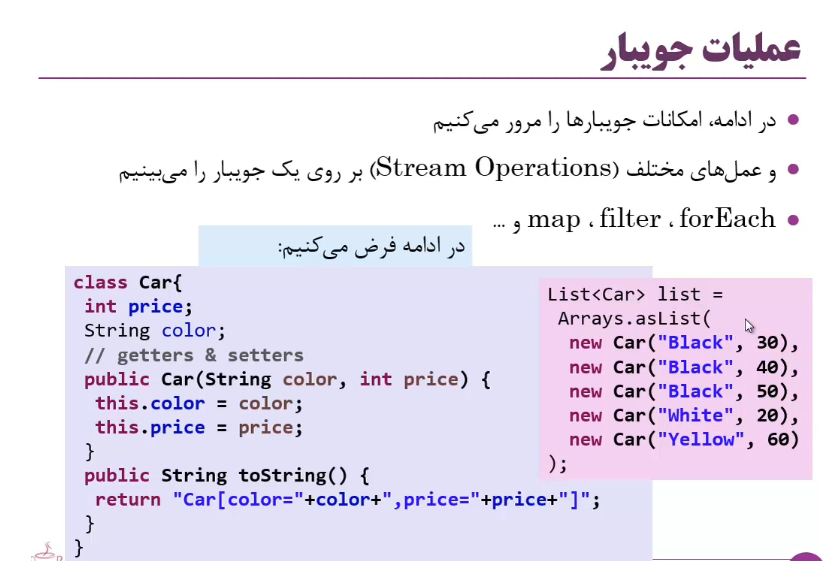 عملیات جویبار
در ادامه، امکانات جویبارها را مرور می‌کنیم
و عمل‌های مختلف (Stream Operations) بر روی یک جویبار را می‌بینیم
map ، filter ، forEach و ...
در ادامه فرض می‌کنیم:
class Car{
int price;
String color;
// getters & setters
public Car(String color, int price) {
this.color = color;
this.price = price;
}
public String toString() {
return "Car[color="+color+",price="+price+"]";
}
}
List<Car> list =
Arrays.asList(
new Car("Black", 30),
new Car("Black", 40),
new Car("Black", 50),
new Car("White", 20),
new Car("Yellow", 60)
);